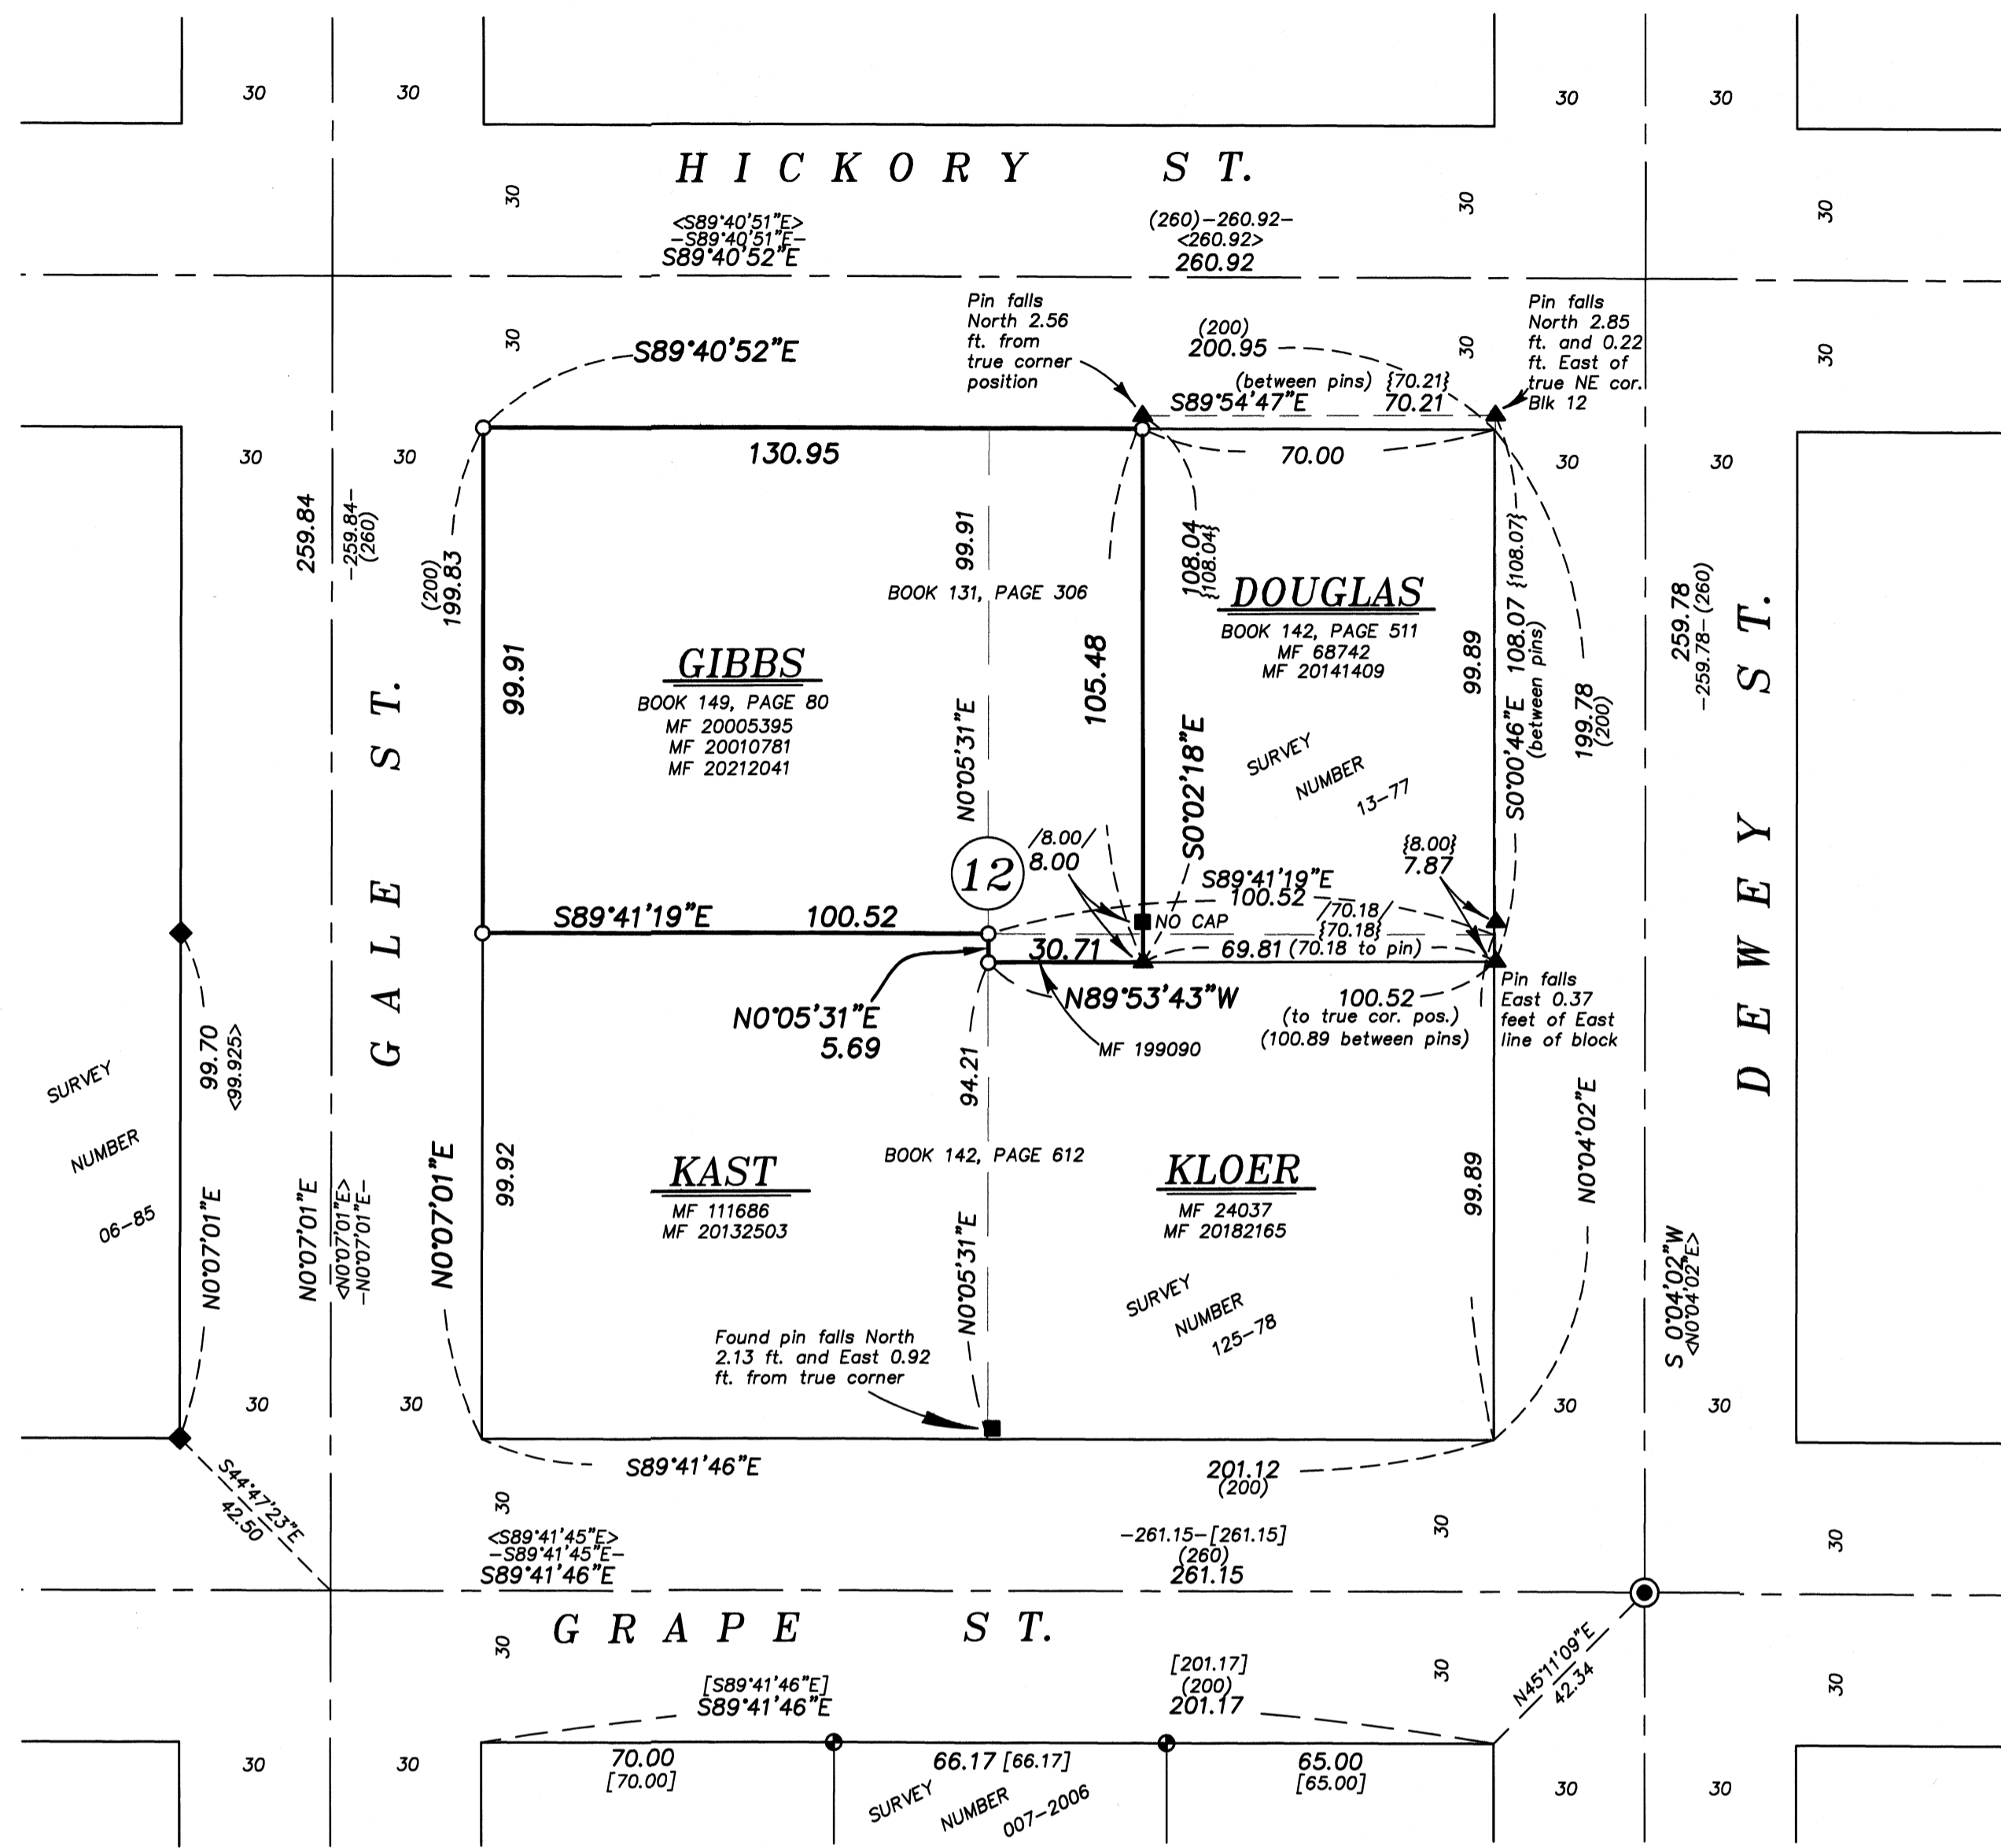 30
30
30
30
H I C K O R Y S T.
30
30
30
<S89°40'51"E>
-S89°40'51"E-
S89°40'52"E
(260)-260.92-
<260.92>
260.92
30
30
30
S89°40'52"E
Pin falls
North 2.56
ft. from
true corner
position
(200)
200.95
(between pins) {70.21}
S89°54'47"E 70.21
Pin falls
North 2.85
ft. and 0.22
ft. East of
true NE cor.
Blk 12
130.95
70.00
30
30
30
30
259.84
-259.84-
(260)
(200)
199.83
99.91
99.91
BOOK 131, PAGE 306
108.04
{108.04}
105.48
DOUGLAS
BOOK 142, PAGE 511
MF 68742
MF 20141409
99.89
S0°00'46"E 108.07 {108.07}
(between pins)
199.78
(200)
259.78
-259.78-(260)
GIBBS
BOOK 149, PAGE 80
MF 20005395
MF 20010781
MF 20212041
N0°05'31"E
S0°02'18"E
SURVEY
NUMBER
13-77
G A L E S T.
D E W E Y S T.
12
/8.00/
8.00
{8.00}
7.87
S89°41'19"E
100.52
/70.18/
{70.18}
NO CAP
S89°41'19"E 100.52
30.71
69.81 (70.18 to pin)
N0°05'31"E
5.69
N89°53'43"W
MF 199090
100.52
(to true cor. pos.)
(100.89 between pins)
Pin falls
East 0.37
feet of East
line of block
99.70
<99.925>
SURVEY
NUMBER
06-85
94.21
N0°07'01"E
N0°07'01"E
<N0°07'01"E>
-N0°07'01"E-
N0°07'01"E
99.92
KAST
MF 111686
MF 20132503
BOOK 142, PAGE 612
KLOER
MF 24037
MF 20182165
99.89
N0°04'02"E
S 0°04'02"W
<N0°04'02"E>
N0°05'31"E
SURVEY
NUMBER
125-78
Found pin falls North
2.13 ft. and East 0.92
ft. from true corner
30
30
30
30
S44°47'23"E
42.50
S89°41'46"E
201.12
(200)
30
30
30
<S89°41'45"E>
-S89°41'45"E-
S89°41'46"E
-261.15-[261.15]
(260)
261.15
G R A P E S T.
30
30
30
[S89°41'46"E]
S89°41'46"E
[201.17]
(200)
201.17
N45°11'09"E
42.34
30
30
70.00
[70.00]
66.17 [66.17]
65.00
[65.00]
30
30
SURVEY
NUMBER
007-2006